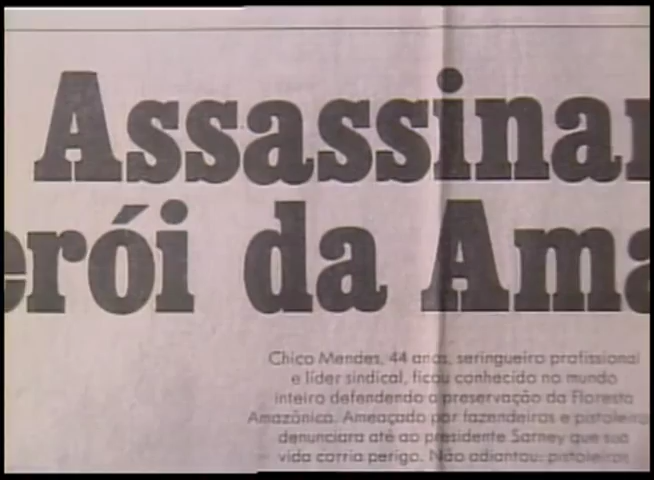 Assassinar
erói da Ama
Chico Mendes, 44 anos, seringueiro profissional
e líder sindical, ficou conhecido no mundo
inteiro defendendo a preservação da Floresta
Amazônica. Ameaçado por fazendeiros e pistoleiro
denunciara até ao presidente Sarney que sua
vida corria perigo. Não adiantou: pistoleiros